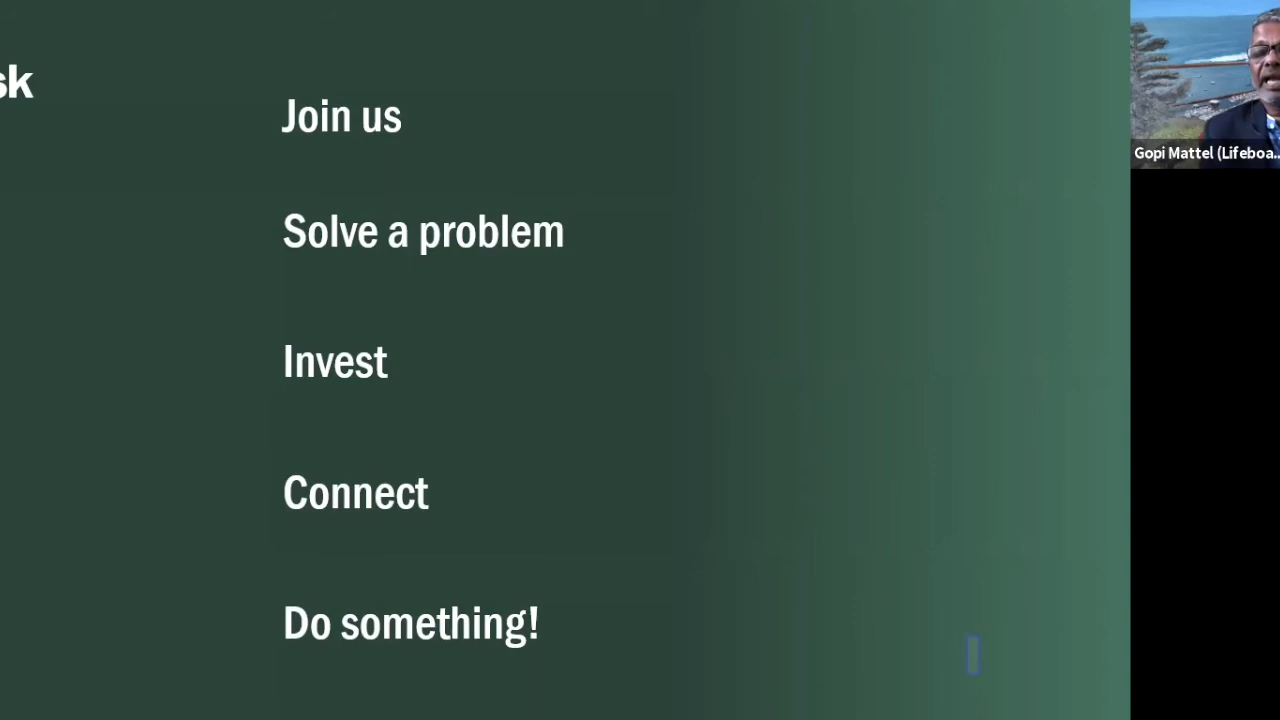 sk
Join us
Solve a problem
Invest
Connect
Do something!
Gopi Mattel (Lifeboa...